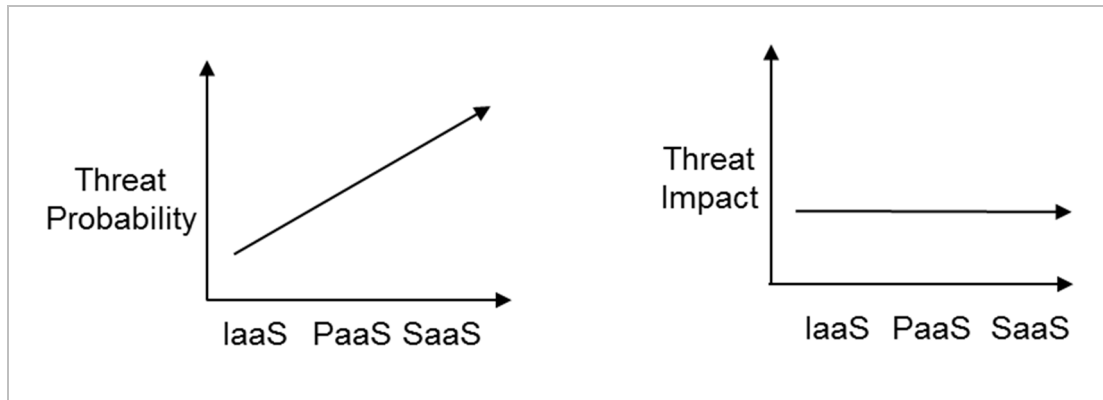 Threat
Probability
IaaS PaaS SaaS
Threat
Impact
IaaS PaaS SaaS